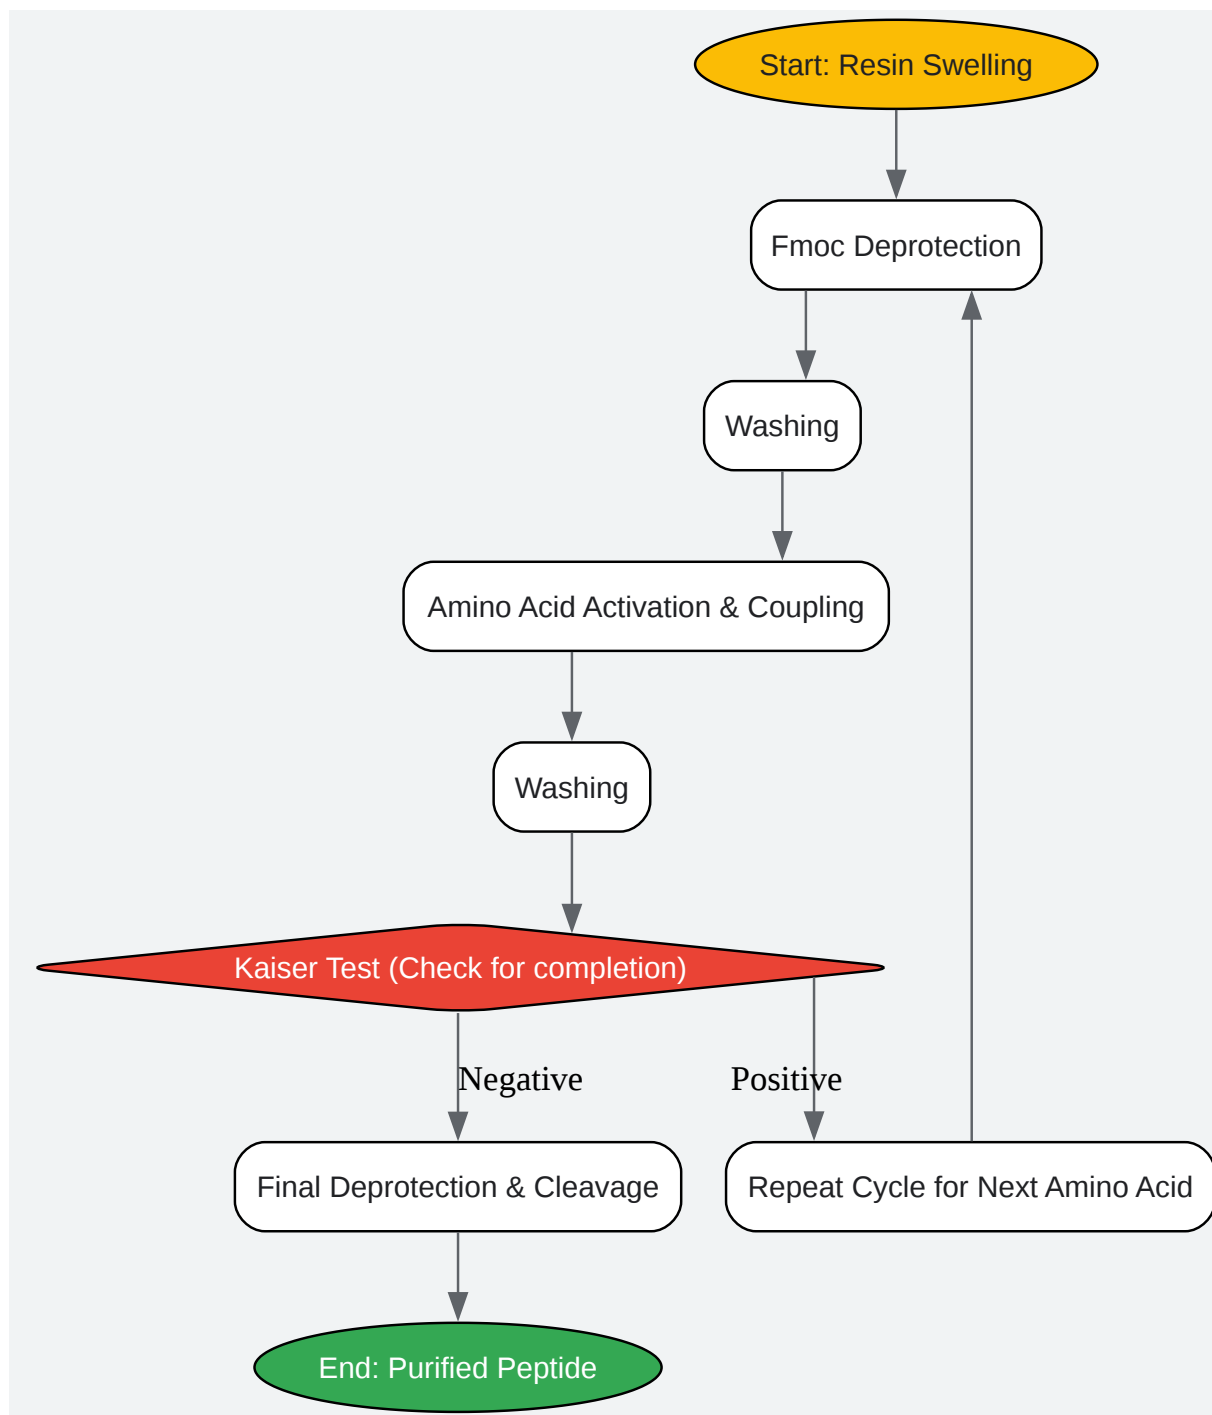 Start: Resin Swelling
Fmoc Deprotection
Washing
Amino Acid Activation & Coupling
Washing
Kaiser Test (Check for completion)
Negative
Positive
Final Deprotection & Cleavage
Repeat Cycle for Next Amino Acid
End: Purified Peptide